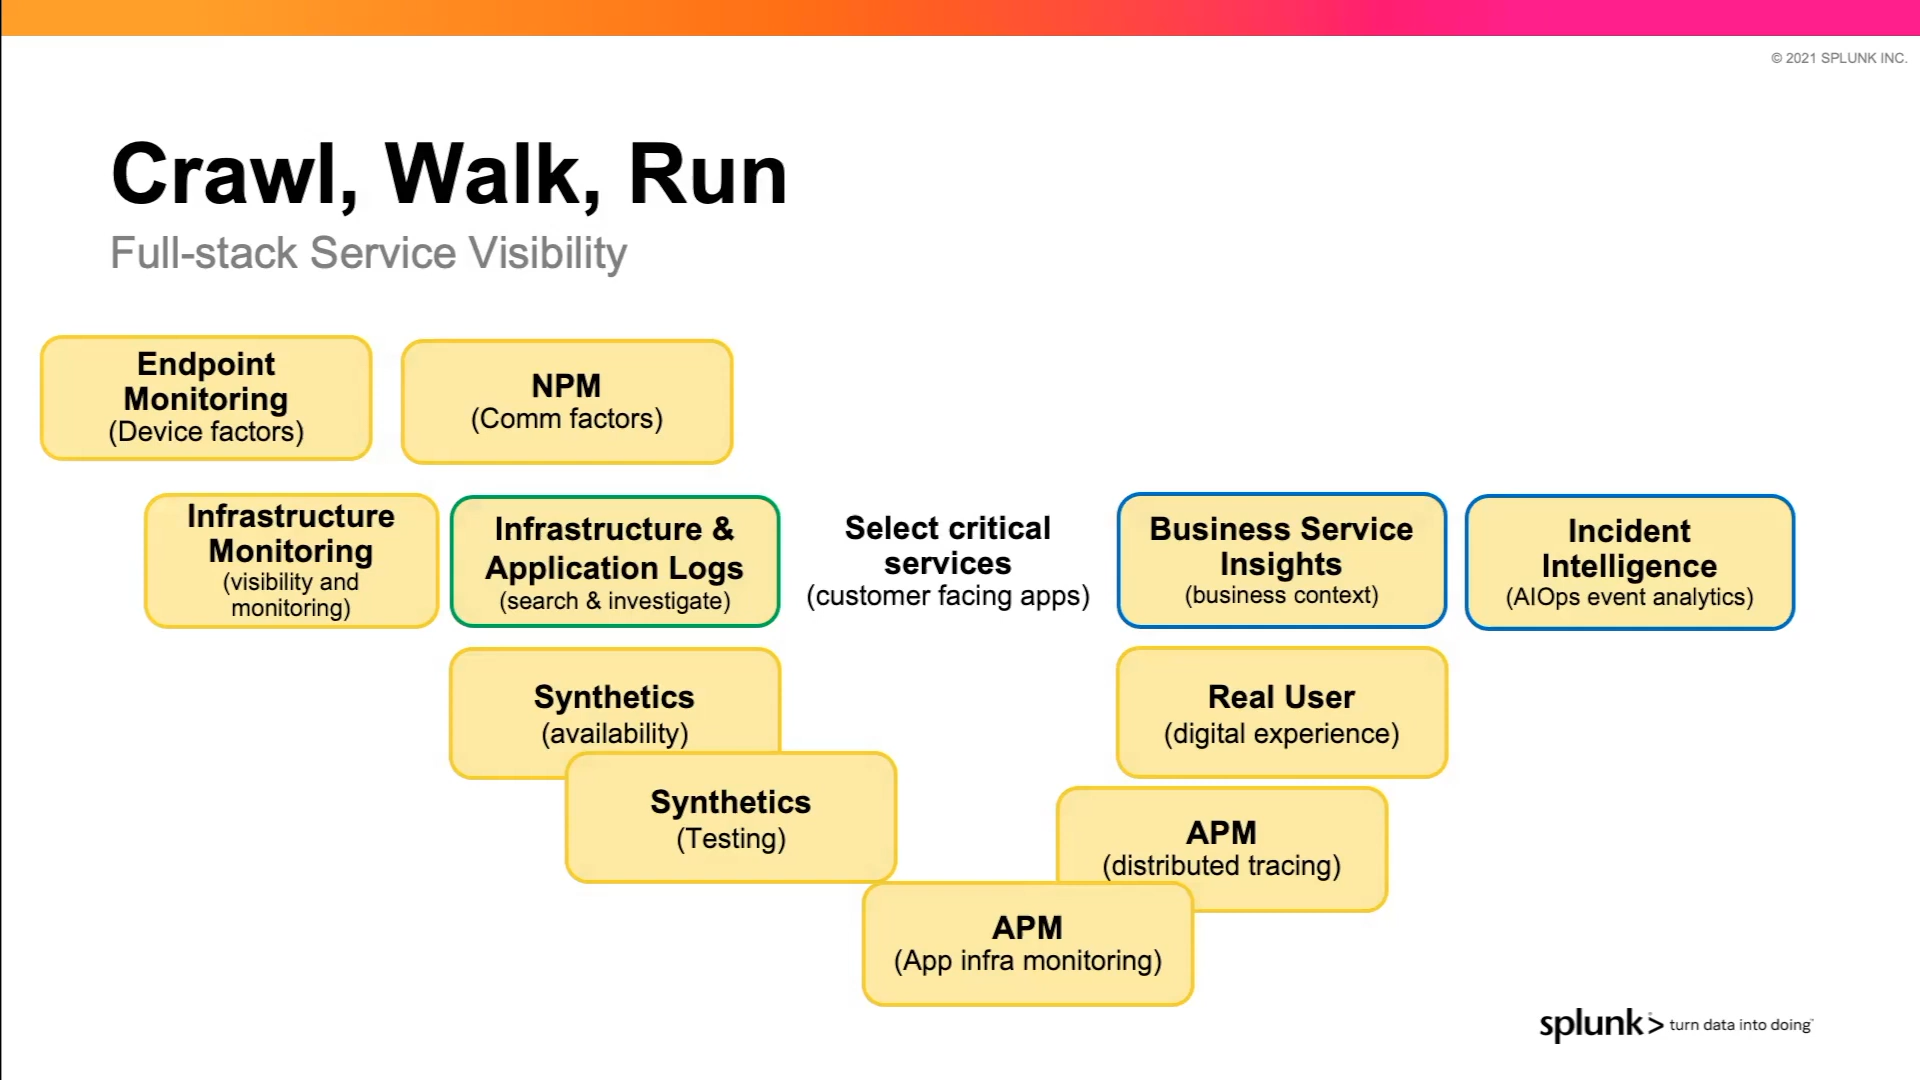 © 2021 SPLUNK INC.
Crawl, Walk, Run
Full-stack Service Visibility
Endpoint
Monitoring
(Device factors)
NPM
(Comm factors)
Infrastructure
Monitoring
(visibility and
monitoring)
Infrastructure &
Application Logs
(search & investigate)
Select critical
services
(customer facing apps)
Business Service
Insights
(business context)
Incident
Intelligence
(AIOps event analytics)
Synthetics
(availability)
Real User
(digital experience)
Synthetics
(Testing)
APM
(distributed tracing)
APM
(App infra monitoring)
splunk> turn data into doing™